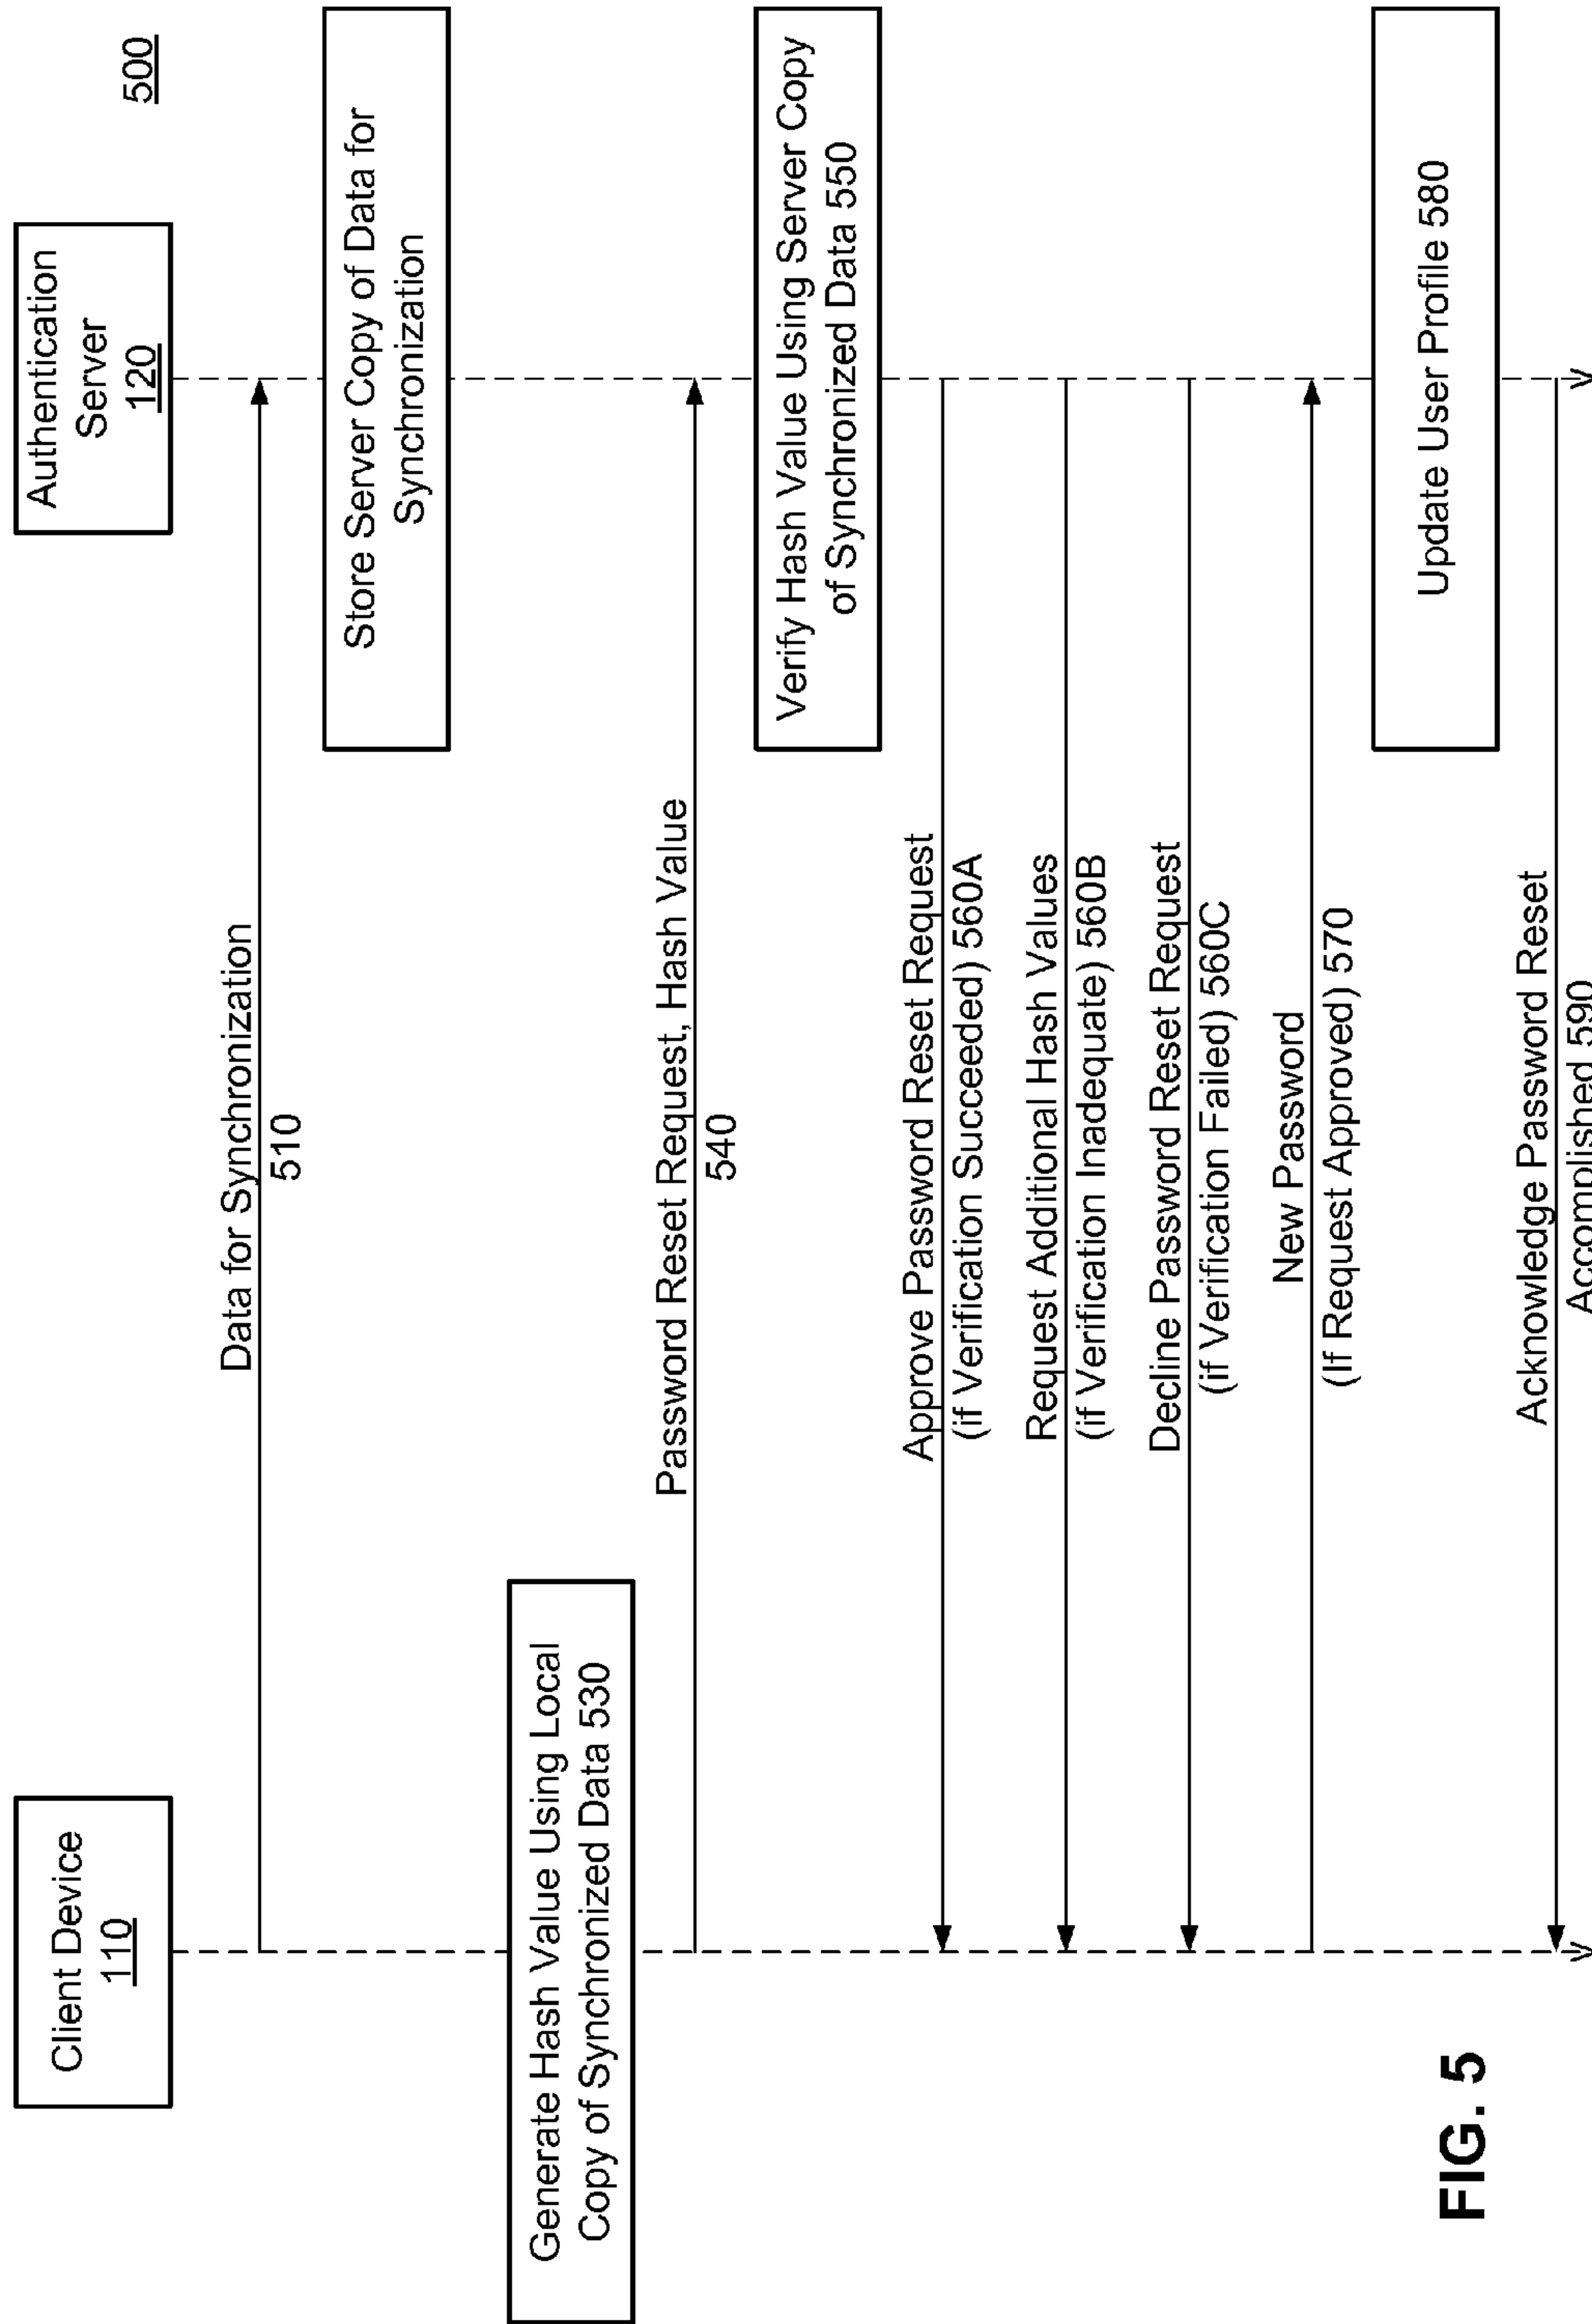 Client Device
110
Authentication
Server
120
500
Data for Synchronization
510
Store Server Copy of Data for
Synchronization
Generate Hash Value Using Local
Copy of Synchronized Data 530
Password Reset Request, Hash Value
540
Verify Hash Value Using Server Copy
of Synchronized Data 550
Approve Password Reset Request
(if Verification Succeeded) 560A
Request Additional Hash Values
(if Verification Inadequate) 560B
Decline Password Reset Request
(if Verification Failed) 560C
New Password
(If Request Approved) 570
Update User Profile 580
Acknowledge Password Reset
Accomplished 590
FIG. 5